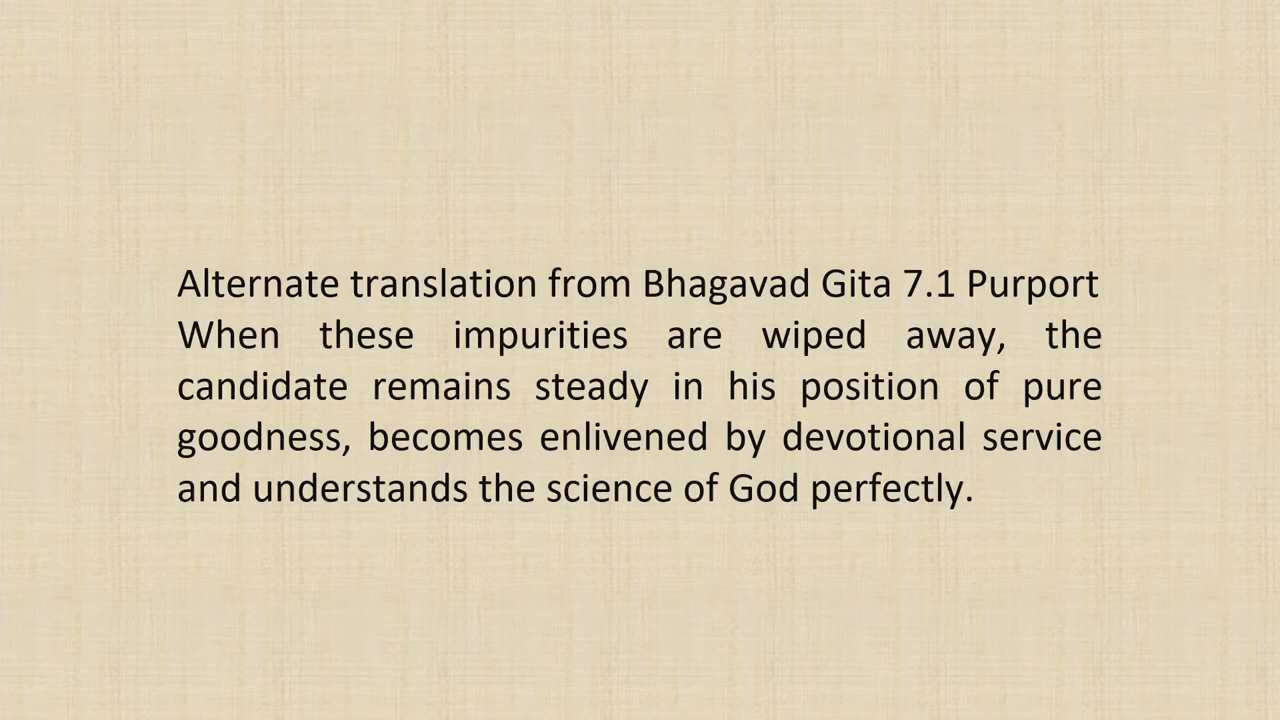 Alternate translation from Bhagavad Gita 7.1 Purport
When these impurities are wiped away, the
candidate remains steady in his position of pure
goodness, becomes enlivened by devotional service
and understands the science of God perfectly.